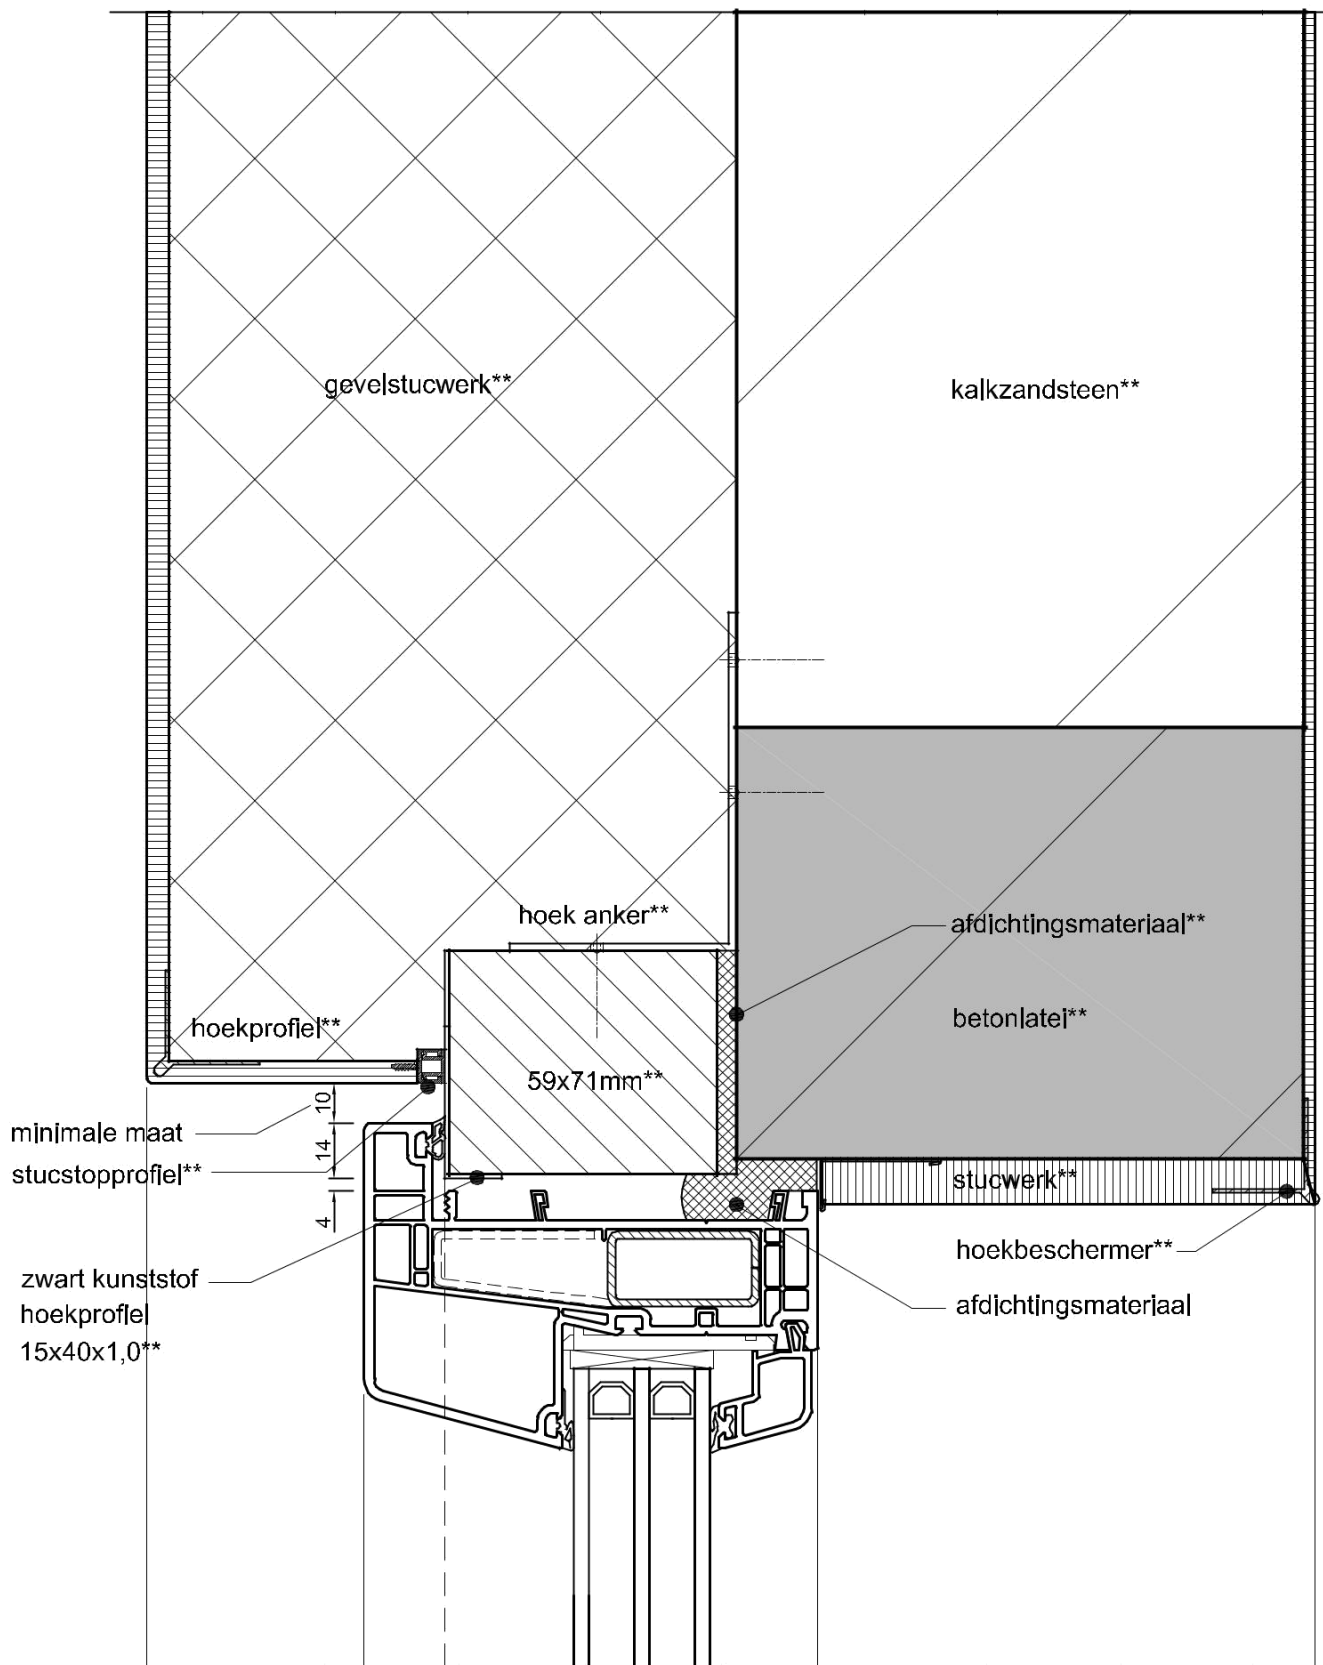 gevelstucwerk**
kalkzandsteen**
hoek anker**
afdichtingsmateriaal**
hoekprofiel**
betonlatei**
59x71mm**
10
minimale maat
14
stucstopprofiel**
stucwerk**
4
hoekbeschermer**
zwart kunststof
hoekprofiel
15x40x1,0**
afdichtingsmateriaal